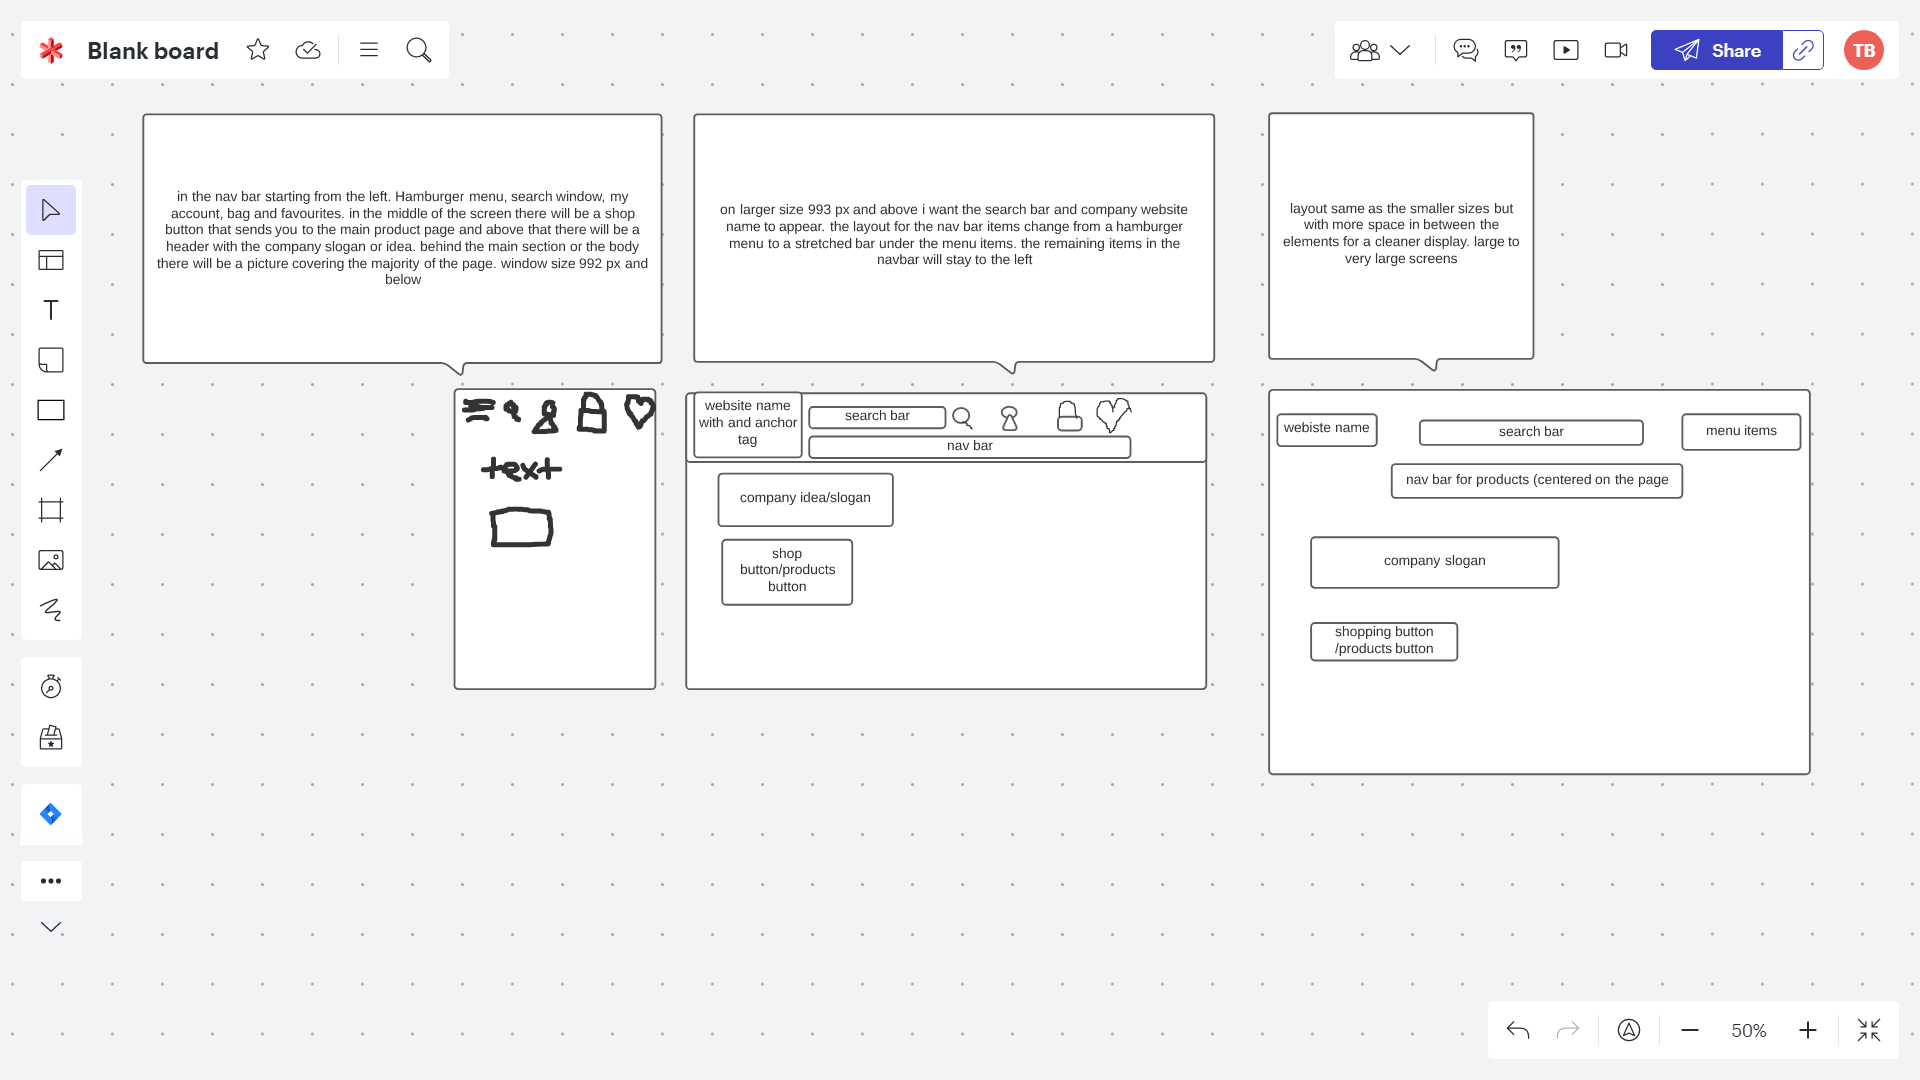 Blank board
Share
TB
in the nav bar starting from the left. Hamburger menu, search window, my
account, bag and favourites. in the middle of the screen there will be a shop
button that sends you to the main product page and above that there will be a
header with the company slogan or idea. behind the main section or the body
there will be a picture covering the majority of the page. window size 992 px and
below
on larger size 993 px and above i want the search bar and company website
name to appear. the layout for the nav bar items change from a hamburger
menu to a stretched bar under the menu items. the remaining items in the
navbar will stay to the left
layout same as the smaller sizes but
with more space in between the
elements for a cleaner display. large to
very large screens
T
text
website name
with and anchor
tag
search bar
nav bar
company idea/slogan
shop
button/products
button
webiste name
search bar
menu items
nav bar for products (centered on the page
company slogan
shopping button
/products button
50%